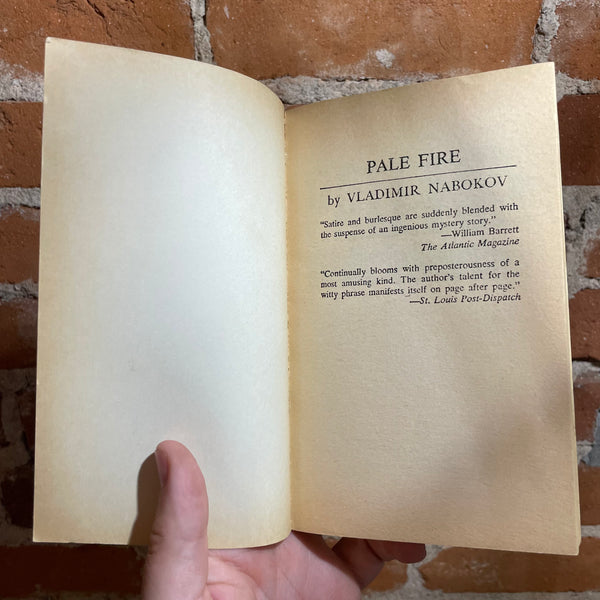 PALE FIRE
by VLADIMIR NABOKOV
"Satire and burlesque are suddenly blended with
the suspense of an ingenious mystery story."
—William Barrett
The Atlantic Magazine
"Continually blooms with preposterousness of a
most amusing kind. The author's talent for the
witty phrase manifests itself on page after page."
—St. Louis Post-Dispatch